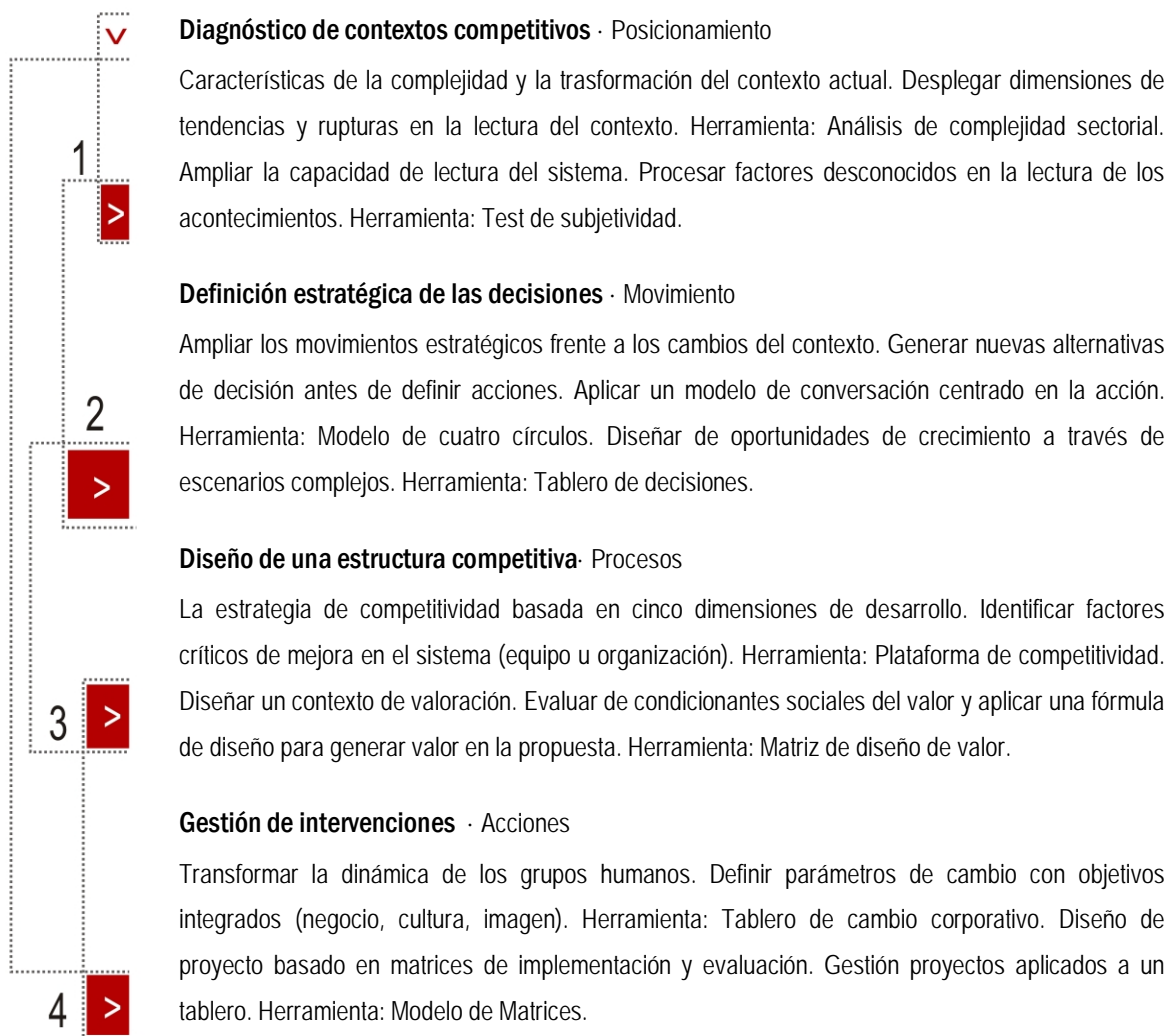 Diagnóstico de contextos competitivos · Posicionamiento
Características de la complejidad y la trasformación del contexto actual. Desplegar dimensiones de
tendencias y rupturas en la lectura del contexto. Herramienta: Análisis de complejidad sectorial.
Ampliar la capacidad de lectura del sistema. Procesar factores desconocidos en la lectura de los
acontecimientos. Herramienta: Test de subjetividad.
1
Definición estratégica de las decisiones · Movimiento
Ampliar los movimientos estratégicos frente a los cambios del contexto. Generar nuevas alternativas
de decisión antes de definir acciones. Aplicar un modelo de conversación centrado en la acción.
Herramienta: Modelo de cuatro círculos. Diseñar de oportunidades de crecimiento a través de
escenarios complejos. Herramienta: Tablero de decisiones.
2
Diseño de una estructura competitiva· Procesos
La estrategia de competitividad basada en cinco dimensiones de desarrollo. Identificar factores
críticos de mejora en el sistema (equipo u organización). Herramienta: Plataforma de competitividad.
Diseñar un contexto de valoración. Evaluar de condicionantes sociales del valor y aplicar una fórmula
de diseño para generar valor en la propuesta. Herramienta: Matriz de diseño de valor.
3
Gestión de intervenciones · Acciones
Transformar la dinámica de los grupos humanos. Definir parámetros de cambio con objetivos
integrados (negocio, cultura, imagen). Herramienta: Tablero de cambio corporativo. Diseño de
proyecto basado en matrices de implementación y evaluación. Gestión proyectos aplicados a un
tablero. Herramienta: Modelo de Matrices.
4